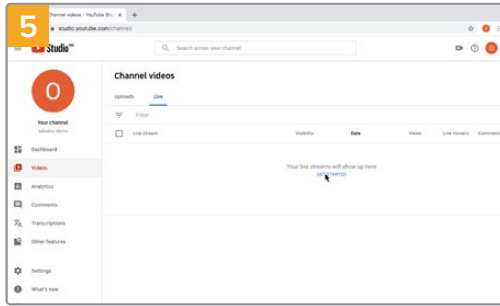 5
Channel videos - YouTube Stu
studio.youtube.com/channel/
Studio
Search across your channel
O
Channel videos
Uploads Live
Filter
Live stream Visibility Date Views Live viewers Comments
Your live streams will show up here
GET STARTED
Your channel
Dashboard
Videos
Analytics
Comments
Transcriptions
Other features
Settings
What's new